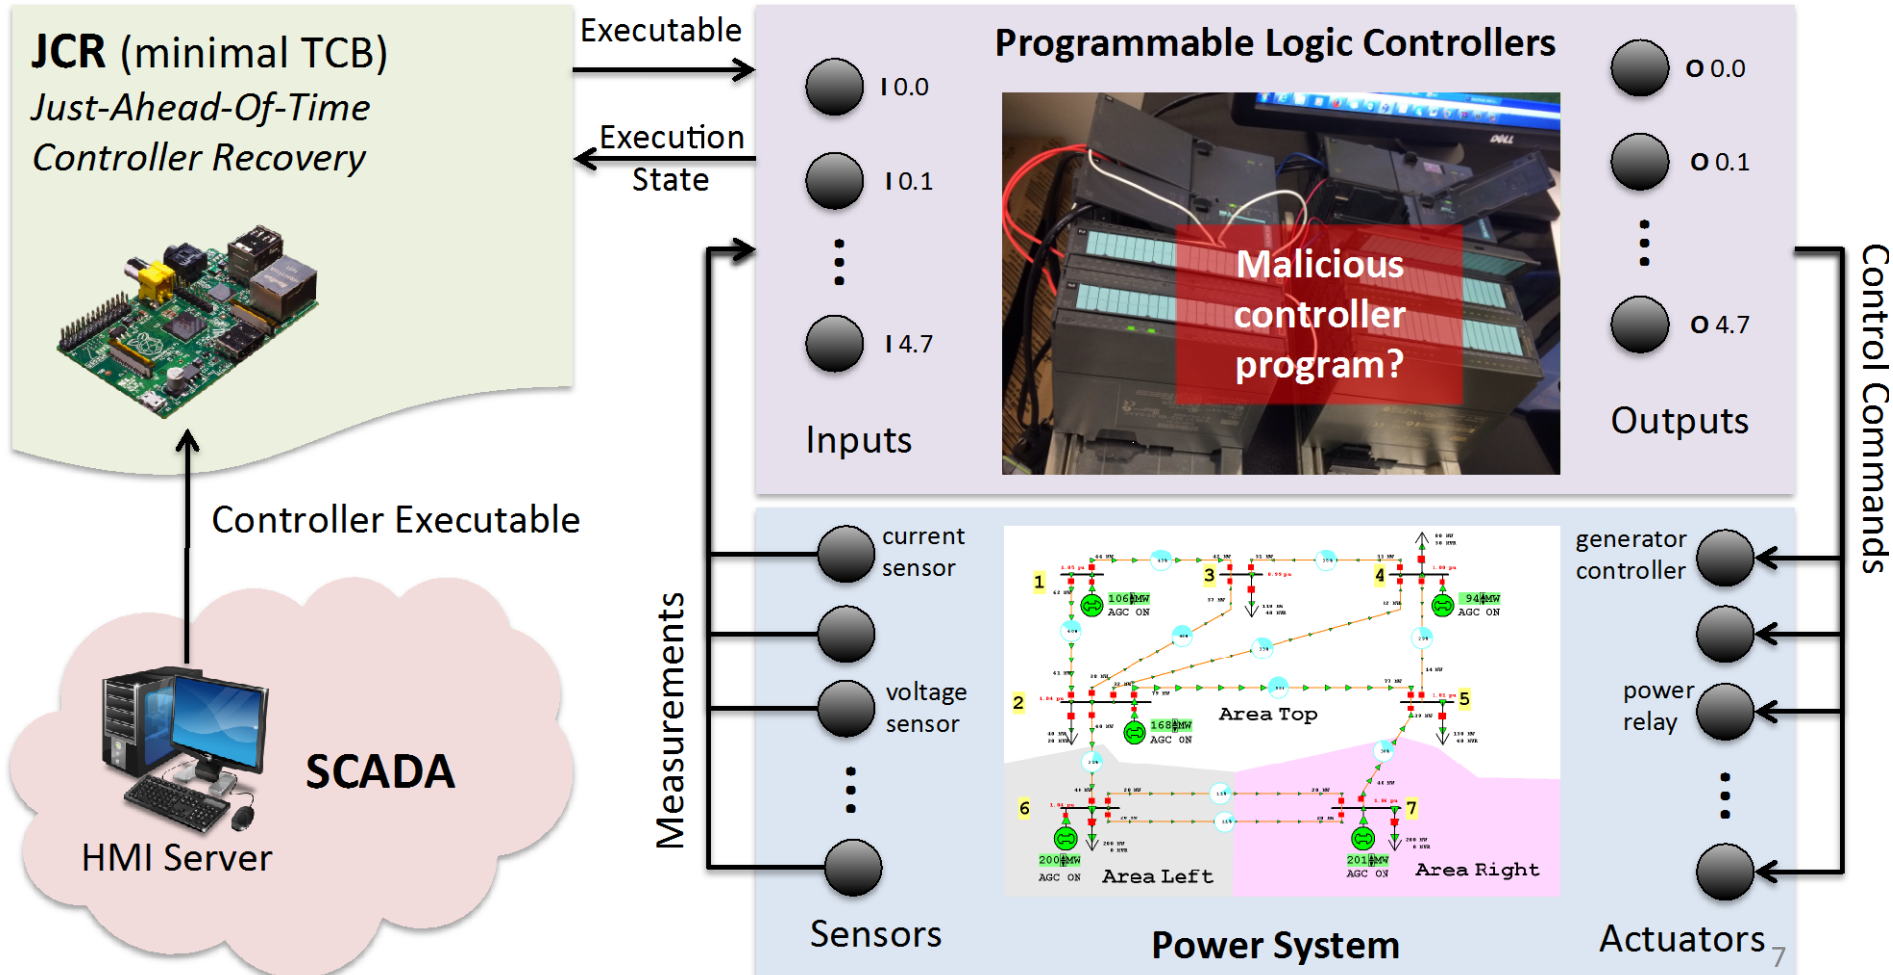 JCR (minimal TCB)
Just-Ahead-Of-Time
Controller Recovery
Executable
Execution
State
Programmable Logic Controllers
I 0.0
I 0.1
I 4.7
Inputs
DELL
Malicious
controller
program?
O 0.0
O 0.1
O 4.7
Outputs
Control Commands
Controller Executable
SCADA
HMI Server
Measurements
current
sensor
voltage
sensor
Sensors
1
106 MW
AGC ON
3
4
94 MW
AGC ON
2
168 MW
AGC ON
Area Top
5
6
200 MW
AGC ON
Area Left
7
201 MW
AGC ON
Area Right
Power System
generator
controller
power
relay
Actuators
7